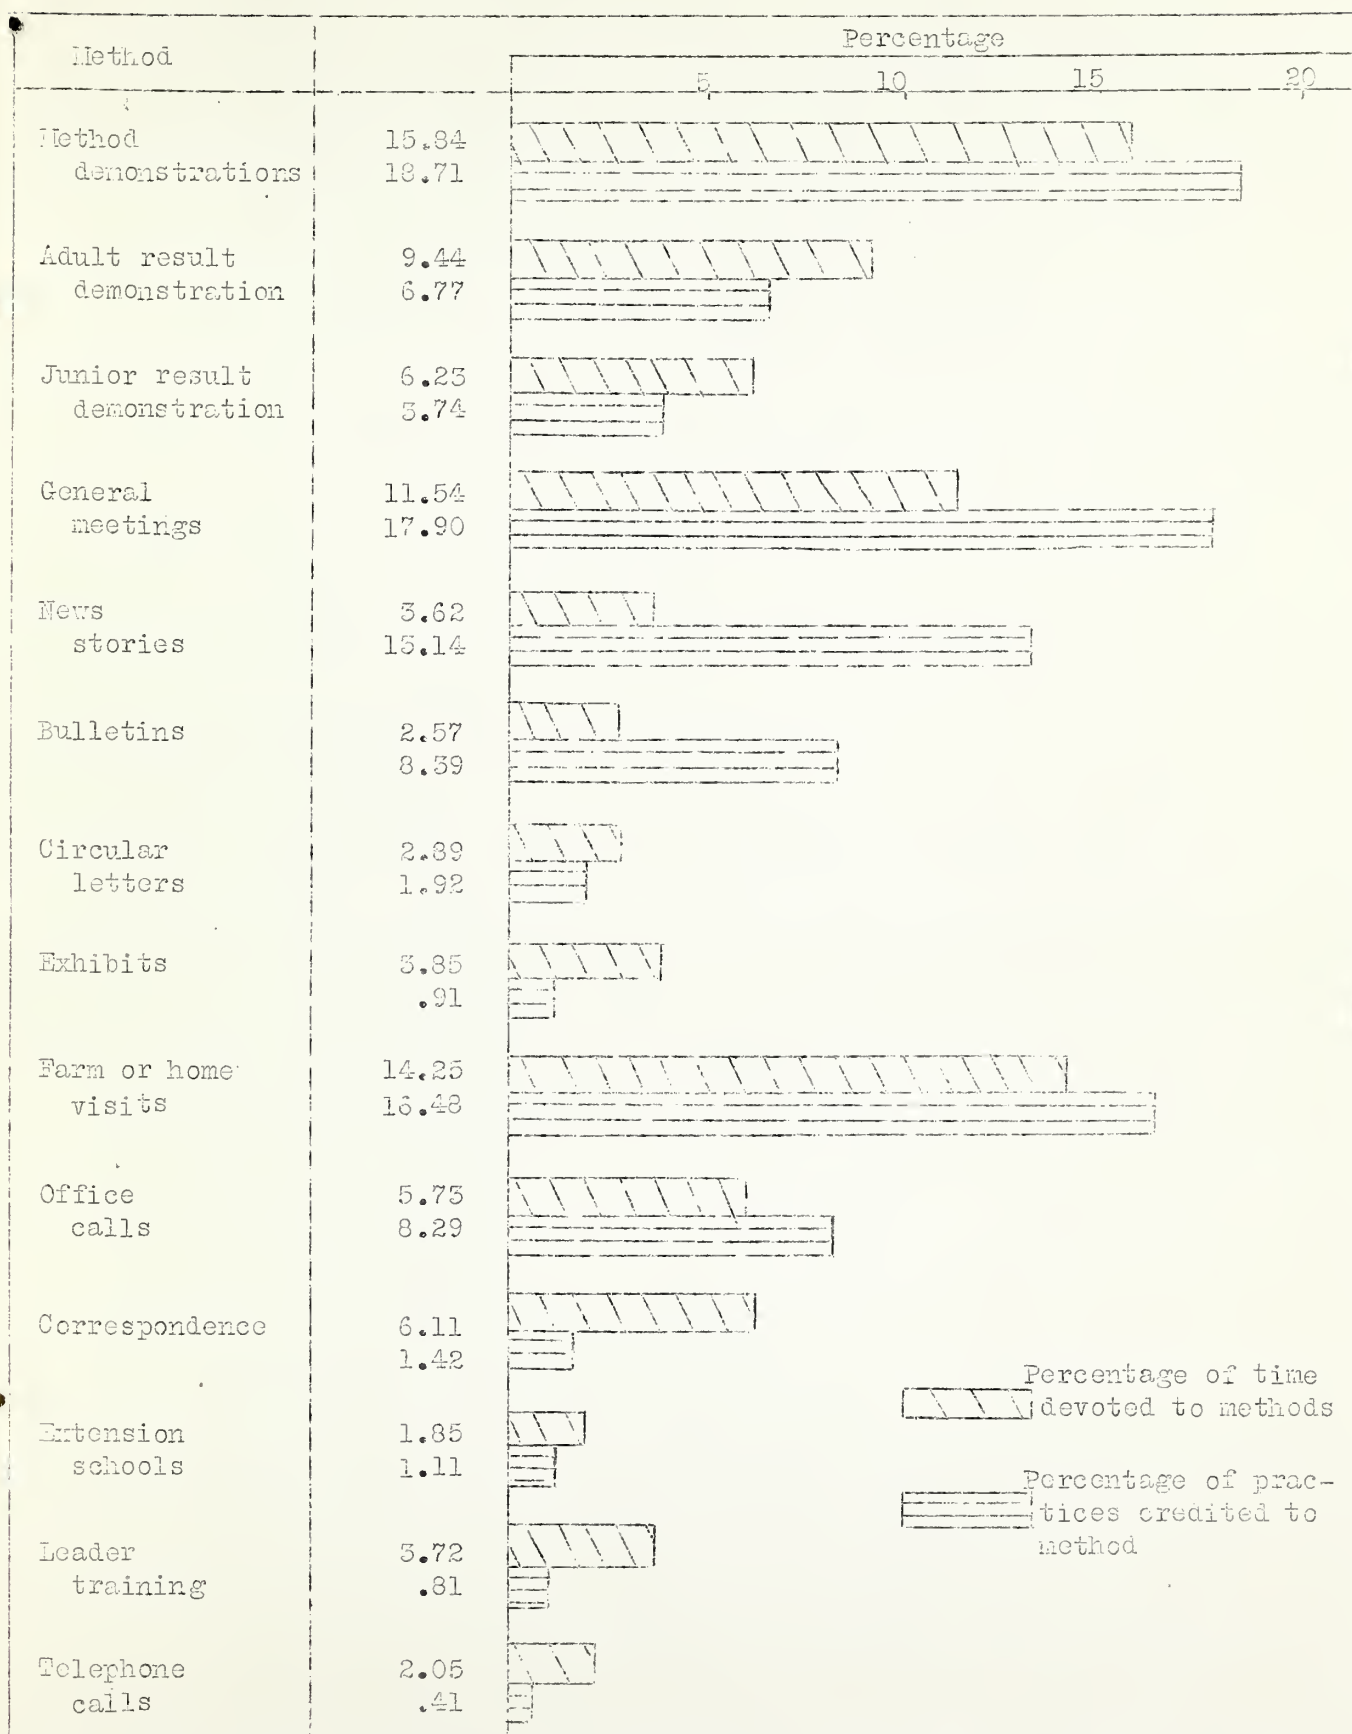 Method
Percentage
5 10 15 20
Method 15.84
demonstrations 18.71
Adult result 9.44
demonstration 6.77
Junior result 6.23
demonstration 3.74
General 11.54
meetings 17.90
News 3.62
stories 13.14
Bulletins 2.57
8.39
Circular 2.89
letters 1.92
Exhibits 3.85
.91
Farm or home 14.25
visits 16.48
Office 5.73
calls 8.29
Correspondence 6.11
1.42
Extension 1.85
schools 1.11
Leader 3.72
training .81
Telephone 2.05
calls .41
Percentage of time
devoted to methods
Percentage of prac-
tices credited to
method